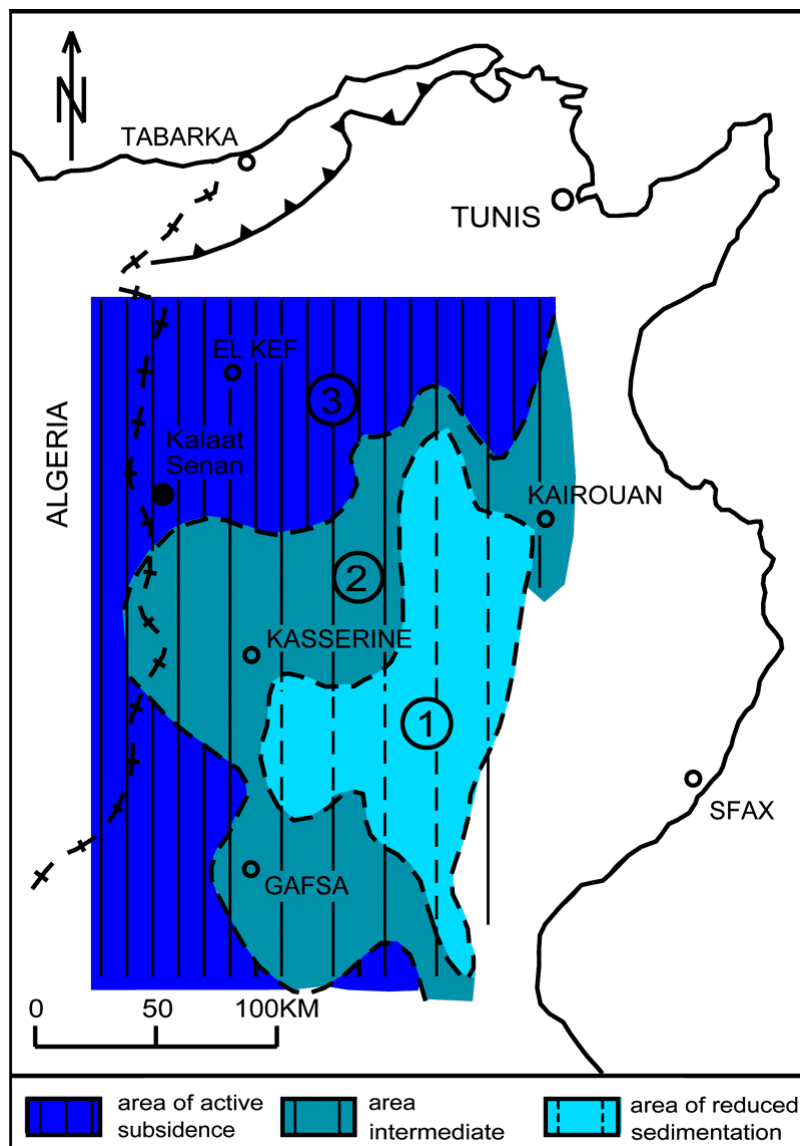 N
TABARKA
TUNIS
EL KEF
3
ALGERIA
Kalaat
Senan
KAIROUAN
2
KASSERINE
1
SFAX
GAFSA
0 50 100KM
area of active
subsidence
area
intermediate
area of reduced
sedimentation